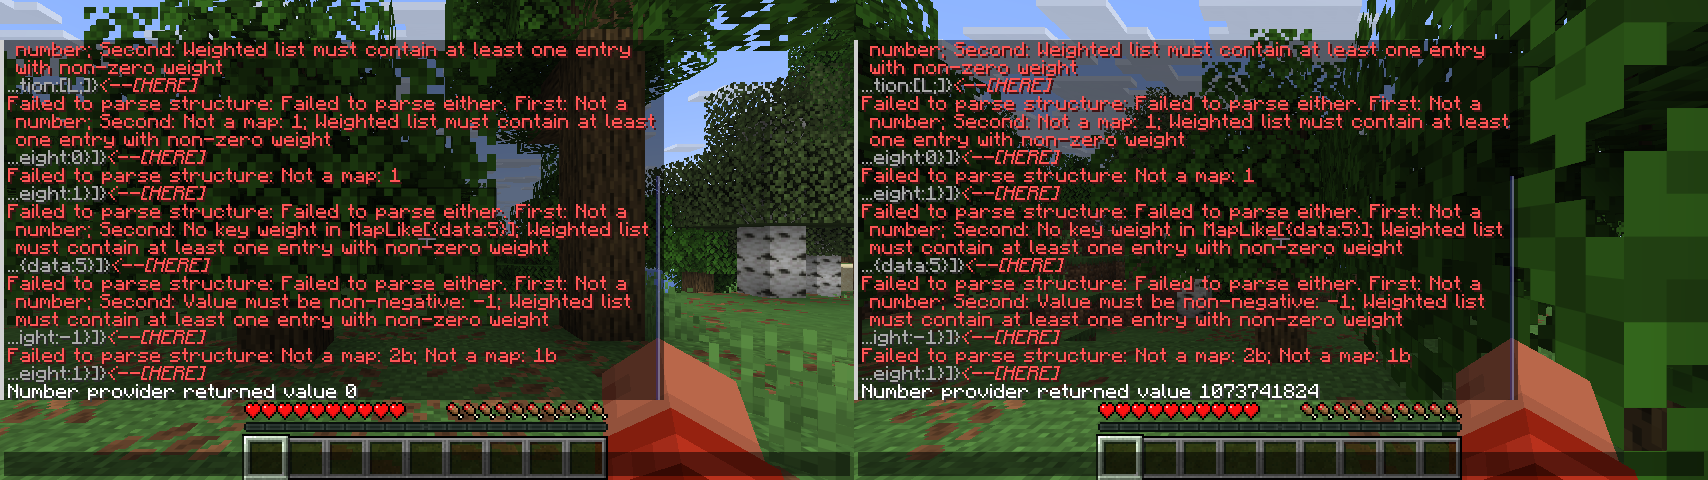 number; Second: Weighted list must contain at least one entry
with non-zero weight
...tion:[L;]}<--[HERE]
Failed to parse structure: Failed to parse either. First: Not a
number; Second: Not a map: 1; Weighted list must contain at least
one entry with non-zero weight
...eight:0}]}<--[HERE]
Failed to parse structure: Not a map: 1
...eight:1}]}<--[HERE]
Failed to parse structure: Failed to parse either. First: Not a
number; Second: No key weight in MapLike[{data:5}]; Weighted list
must contain at least one entry with non-zero weight
...{data:5}]}<--[HERE]
Failed to parse structure: Failed to parse either. First: Not a
number; Second: Value must be non-negative: -1; Weighted list
must contain at least one entry with non-zero weight
...ight:-1}]}<--[HERE]
Failed to parse structure: Not a map: 2b; Not a map: 1b
...eight:1}]}<--[HERE]
Number provider returned value 0
number; Second: Weighted list must contain at least one entry
with non-zero weight
...tion:[L;]}<--[HERE]
Failed to parse structure: Failed to parse either. First: Not a
number; Second: Not a map: 1; Weighted list must contain at least
one entry with non-zero weight
...eight:0}]}<--[HERE]
Failed to parse structure: Not a map: 1
...eight:1}]}<--[HERE]
Failed to parse structure: Failed to parse either. First: Not a
number; Second: No key weight in MapLike[{data:5}]; Weighted list
must contain at least one entry with non-zero weight
...{data:5}]}<--[HERE]
Failed to parse structure: Failed to parse either. First: Not a
number; Second: Value must be non-negative: -1; Weighted list
must contain at least one entry with non-zero weight
...ight:-1}]}<--[HERE]
Failed to parse structure: Not a map: 2b; Not a map: 1b
...eight:1}]}<--[HERE]
Number provider returned value 1073741824